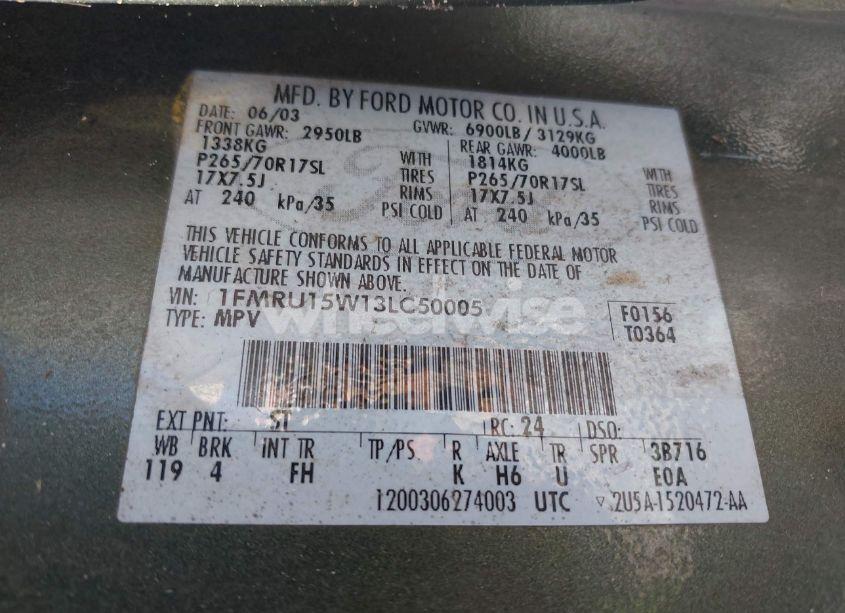 MFD. BY FORD MOTOR CO. IN U.S.A.
DATE: 06/03 GVWR: 6900LB / 3129KG
FRONT GAWR: 2950LB REAR GAWR: 4000LB
1338KG WITH 1814KG WITH
P265/70R17SL TIRES P265/70R17SL TIRES
17X7.5J RIMS 17X7.5J RIMS
AT 240 kPa/35 PSI COLD AT 240 kPa/35 PSI COLD
THIS VEHICLE CONFORMS TO ALL APPLICABLE FEDERAL MOTOR
VEHICLE SAFETY STANDARDS IN EFFECT ON THE DATE OF
MANUFACTURE SHOWN ABOVE.
VIN: 1FMRU15W13LC50005 F0156
TYPE: MPV T0364
wheelwise
EXT PNT: ST RC: 24 DSO:
WB BRK INT TR TP/PS R AXLE TR SPR 3B716
119 4 FH K H6 U E0A
1200306274003 UTC 2U5A-1520472-AA